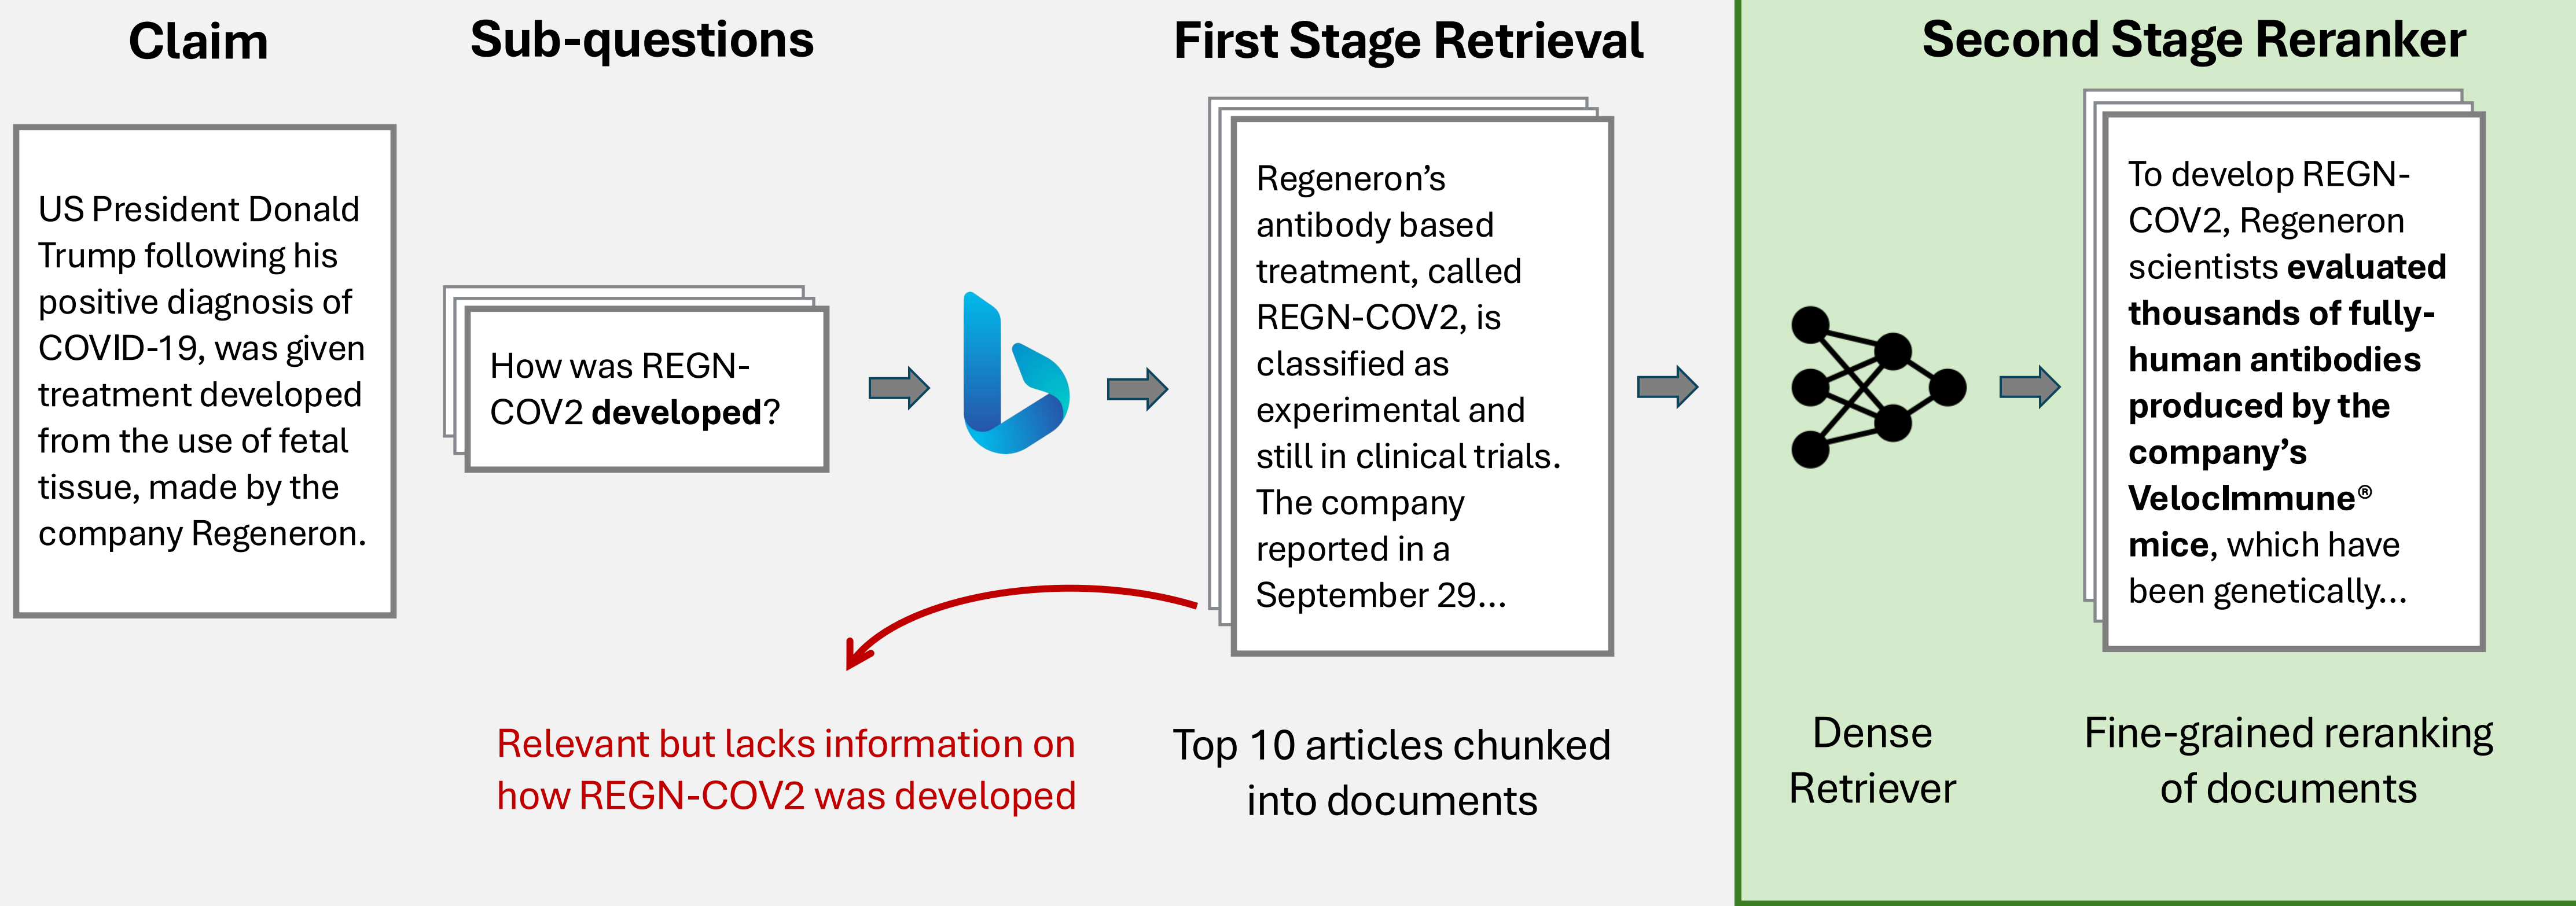 Claim
US President Donald
Trump following his
positive diagnosis of
COVID-19, was given
treatment developed
from the use of fetal
tissue, made by the
company Regeneron.
Sub-questions
How was REGN-
COV2 developed?
First Stage Retrieval
Regeneron’s
antibody based
treatment, called
REGN-COV2, is
classified as
experimental and
still in clinical trials.
The company
reported in a
September 29...
Relevant but lacks information on
how REGN-COV2 was developed
Top 10 articles chunked
into documents
Second Stage Reranker
To develop REGN-
COV2, Regeneron
scientists evaluated
thousands of fully-
human antibodies
produced by the
company’s
VelocImmune®
mice, which have
been genetically...
Dense
Retriever
Fine-grained reranking
of documents